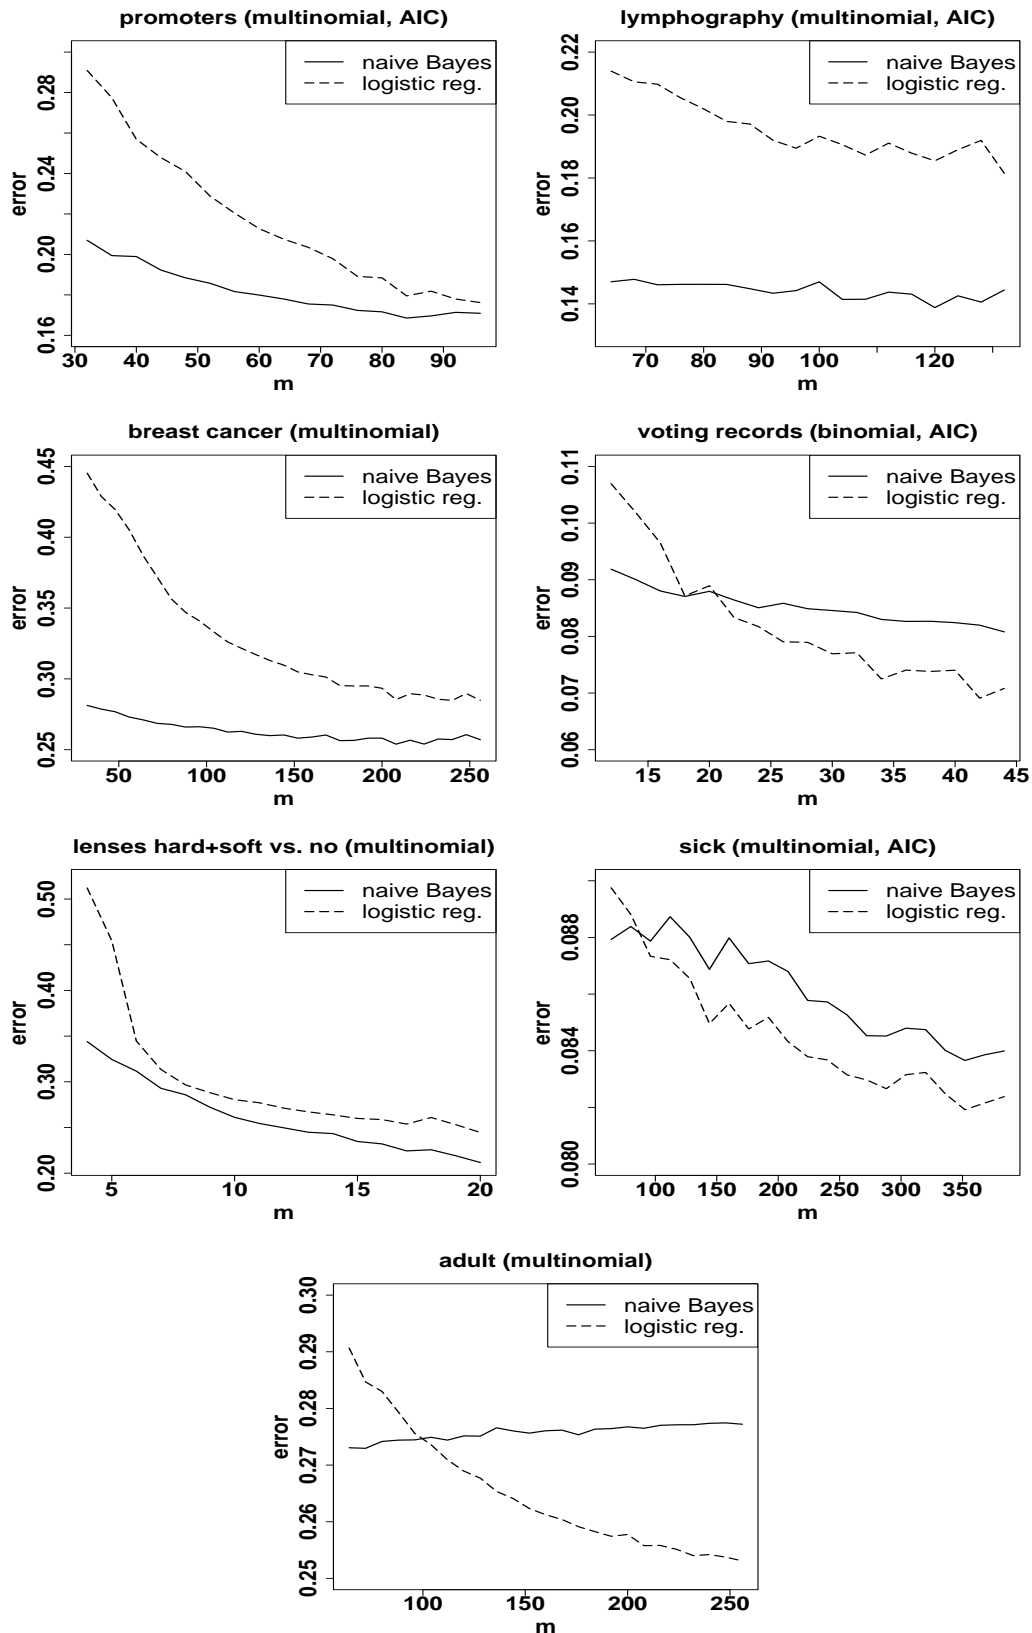 promoters (multinomial, AIC)
naive Bayes
logistic reg.
error
0.16 0.20 0.24 0.28
30 40 50 60 70 80 90
m
lymphography (multinomial, AIC)
naive Bayes
logistic reg.
error
0.14 0.16 0.18 0.20 0.22
70 80 90 100 120
m
breast cancer (multinomial)
naive Bayes
logistic reg.
error
0.25 0.30 0.35 0.40 0.45
50 100 150 200 250
m
voting records (binomial, AIC)
naive Bayes
logistic reg.
error
0.06 0.07 0.08 0.09 0.10 0.11
15 20 25 30 35 40 45
m
lenses hard+soft vs. no (multinomial)
naive Bayes
logistic reg.
error
0.20 0.30 0.40 0.50
5 10 15 20
m
sick (multinomial, AIC)
naive Bayes
logistic reg.
error
0.080 0.084 0.088
100 150 200 250 300 350
m
adult (multinomial)
naive Bayes
logistic reg.
error
0.25 0.26 0.27 0.28 0.29 0.30
100 150 200 250
m